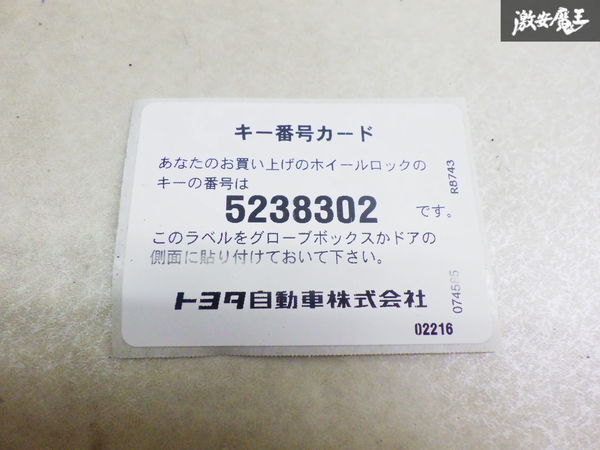 激安魔王
キー番号カード
あなたのお買い上げのホイールロックの
キーの番号は
5238302 です。
このラベルをグローブボックスかドアの
側面に貼り付けておいて下さい。
トヨタ自動車株式会社
02216
R8743
074595